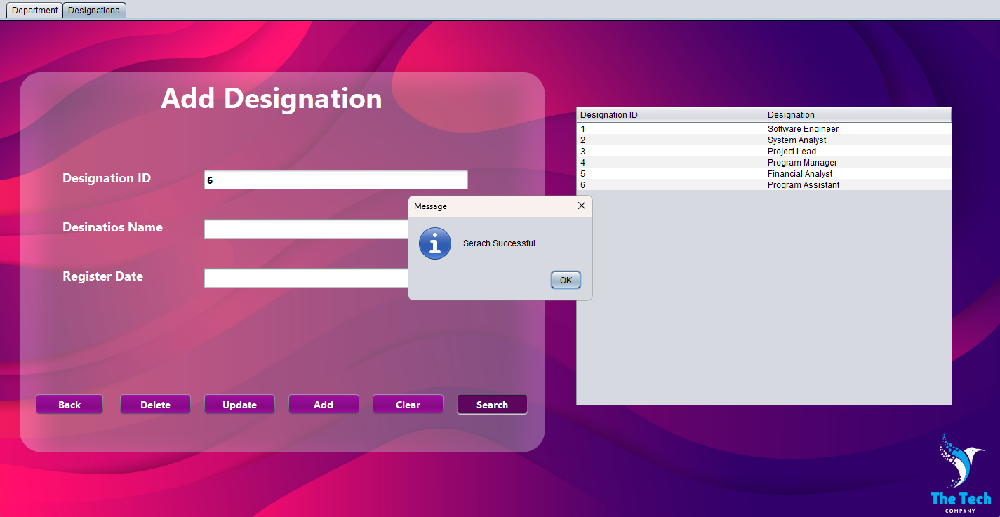 Department Designations
Add Designation
Designation ID 6
Desinatios Name
Register Date
Back Delete Update Add Clear Search
Designation ID Designation
1 Software Engineer
2 System Analyst
3 Project Lead
4 Program Manager
5 Financial Analyst
6 Program Assistant
Message
Serach Successful
OK
The Tech
COMPANY